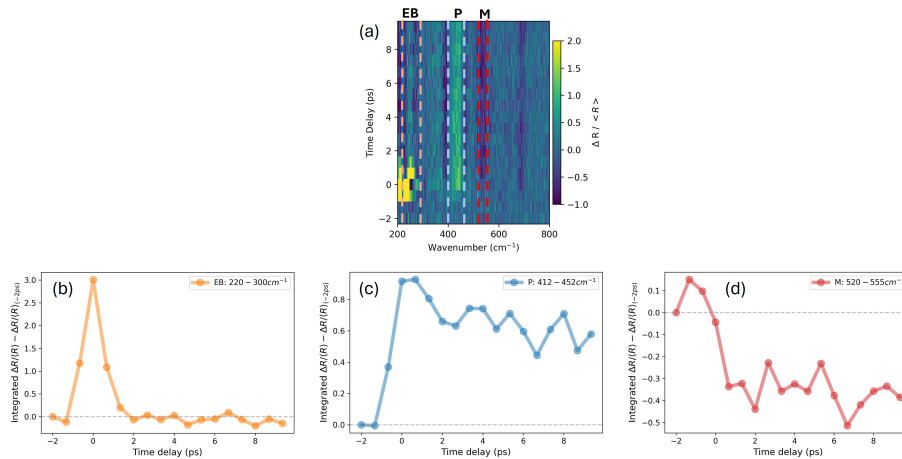 EB P M
(a)
8
6
4
2
0
−2
Time Delay (ps)
200 400 600 800
Wavenumber (cm⁻¹)
2.0
1.5
1.0
0.5
0.0
−0.5
−1.0
Δ R / < R >
(b)
EB: 220 − 300cm⁻¹
3.0
2.5
2.0
1.5
1.0
0.5
0.0
Integrated ΔR/⟨R⟩ − ΔR/⟨R⟩(−2ps)
−2 0 2 4 6 8
Time delay (ps)
(c)
P: 412 − 452cm⁻¹
0.8
0.6
0.4
0.2
0.0
Integrated ΔR/⟨R⟩ − ΔR/⟨R⟩(−2ps)
−2 0 2 4 6 8
Time delay (ps)
(d)
M: 520 − 555cm⁻
0.1
0.0
−0.1
−0.2
−0.3
−0.4
−0.5
Integrated ΔR/⟨R⟩ − ΔR/⟨R⟩(−2ps)
−2 0 2 4 6 8
Time delay (ps)